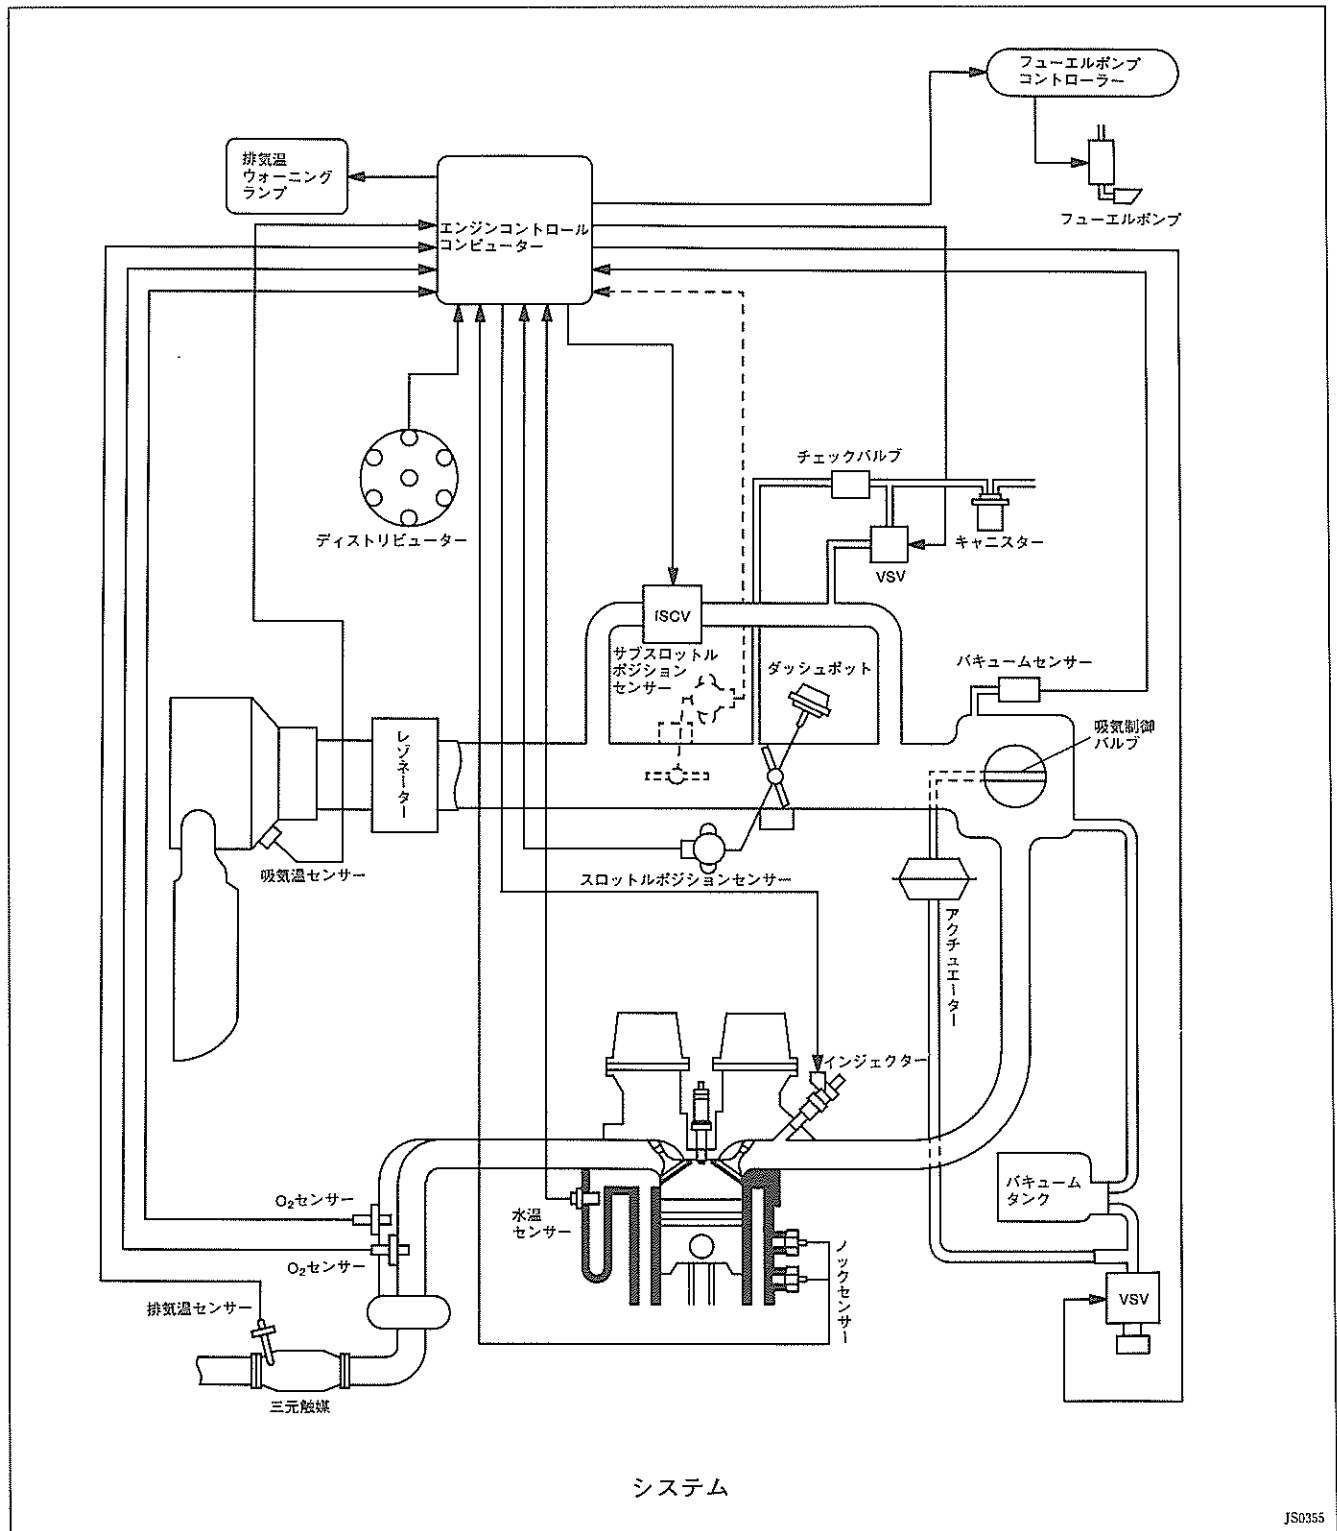 フューエルポンプ
コントローラー
フューエルポンプ
排気温
ウォーニング
ランプ
エンジンコントロール
コンピューター
ディストリビューター
チェックバルブ
キャニスター
VSV
ISCV
サブスロットル
ポジション
センサー
ダッシュポット
バキュームセンサー
吸気制御
バルブ
レゾネーター
吸気温センサー
スロットルポジションセンサー
アクチュエーター
インジェクター
O₂センサー
水温
センサー
O₂センサー
ノックセンサー
バキューム
タンク
排気温センサー
VSV
三元触媒
システム
JS0355